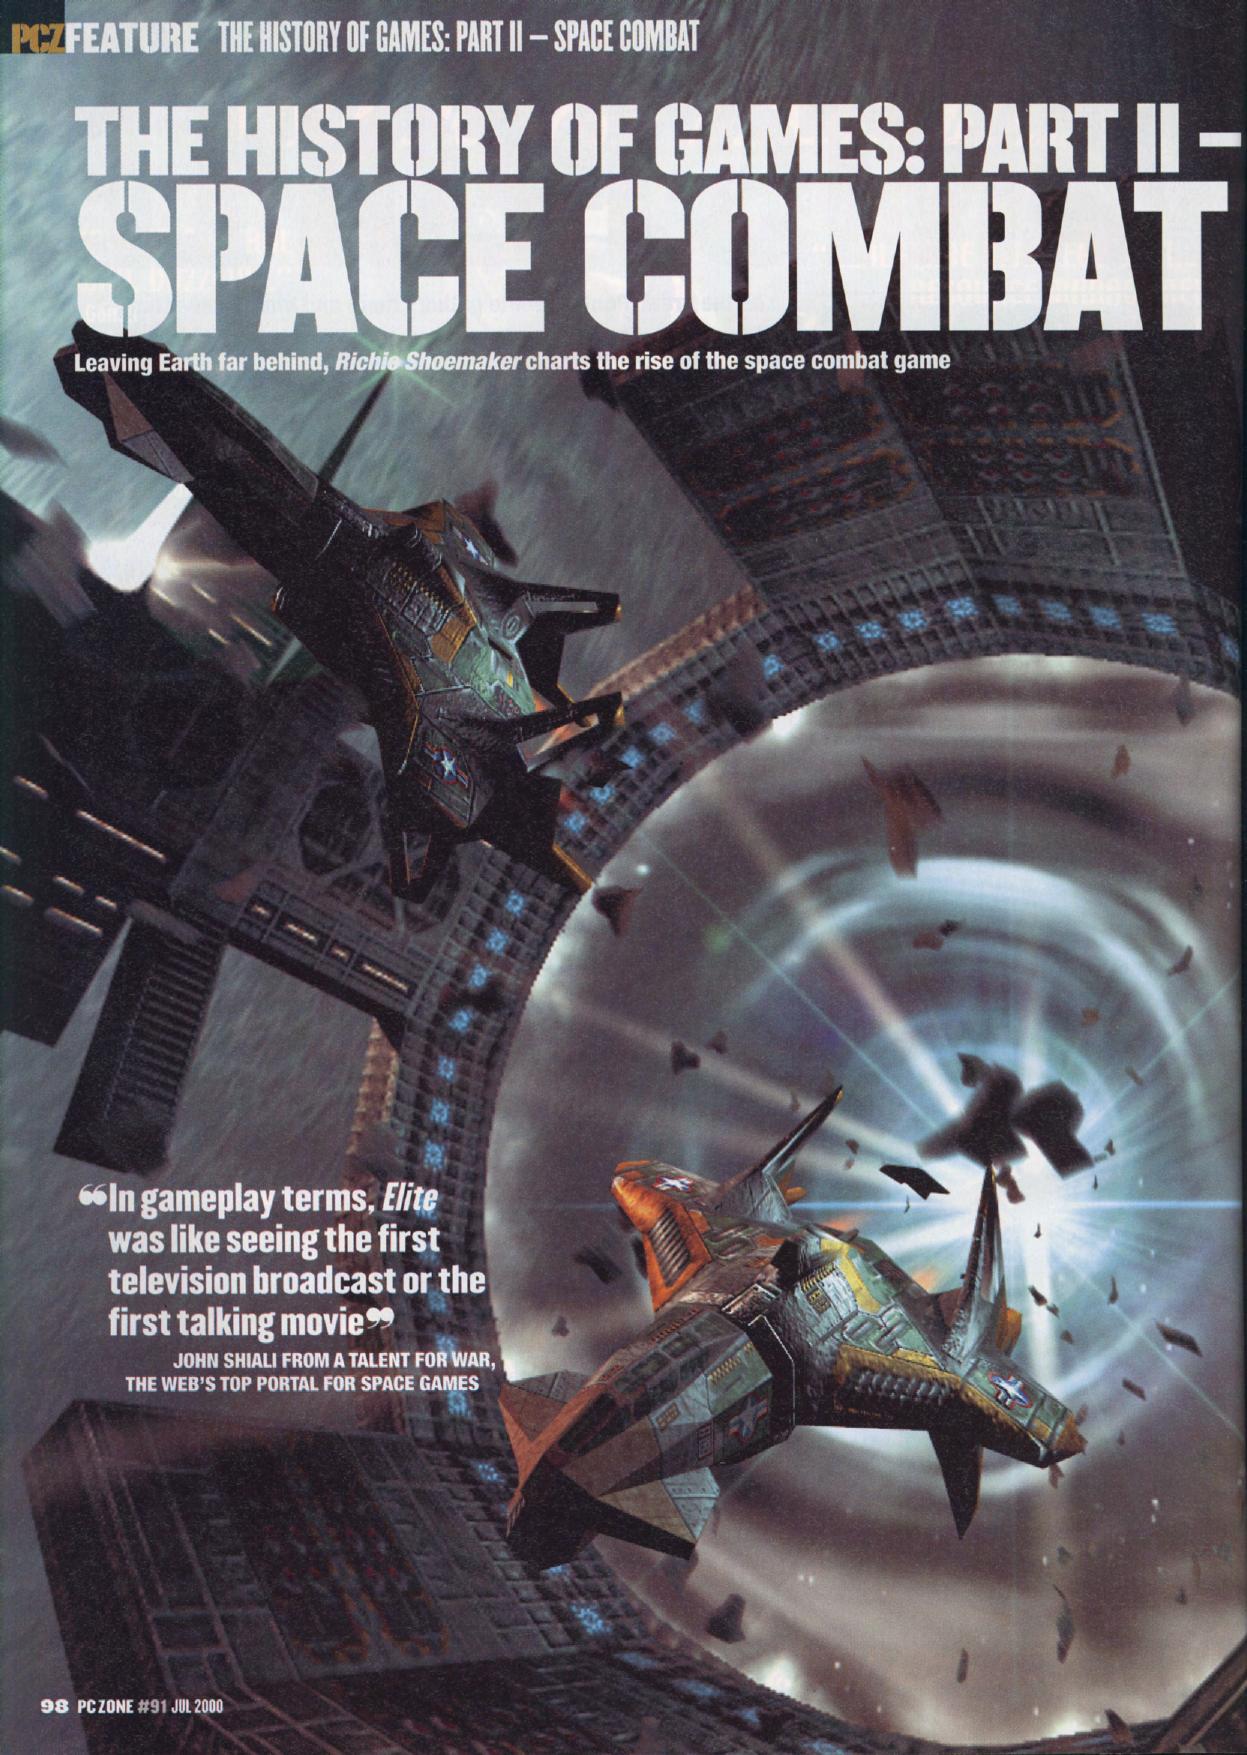 PCZFEATURE THE HISTORY OF GAMES: PART II – SPACE COMBAT
THE HISTORY OF GAMES: PART II –
SPACE COMBAT
Leaving Earth far behind, Richie Shoemaker charts the rise of the space combat game
“In gameplay terms, Elite
was like seeing the first
television broadcast or the
first talking movie”
JOHN SHIALI FROM A TALENT FOR WAR,
THE WEB'S TOP PORTAL FOR SPACE GAMES
98 PC ZONE #91 JUL 2000